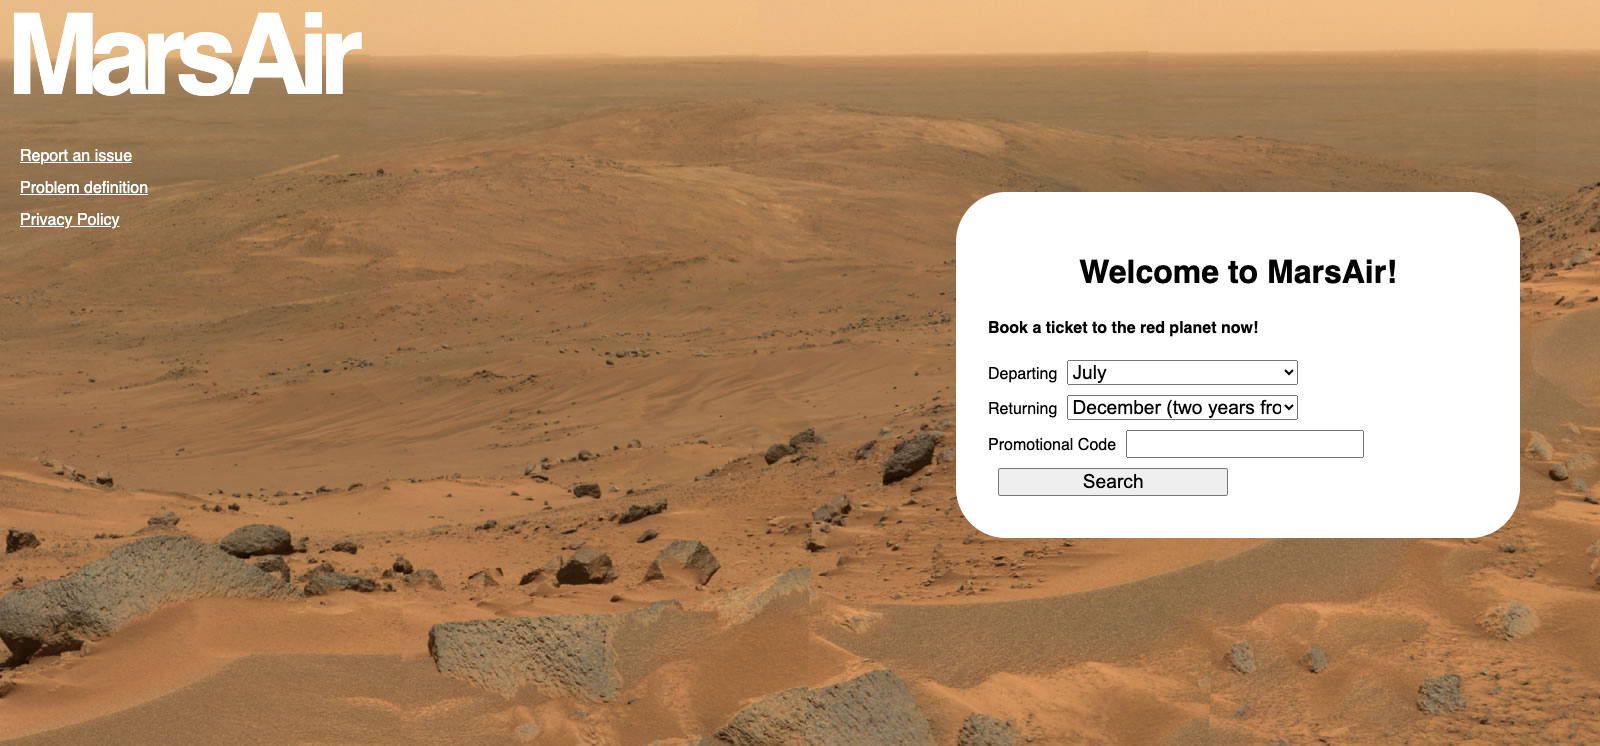 MarsAir
Report an issue
Problem definition
Privacy Policy
Welcome to MarsAir!
Book a ticket to the red planet now!
Departing July
Returning December (two years fro
Promotional Code
Search